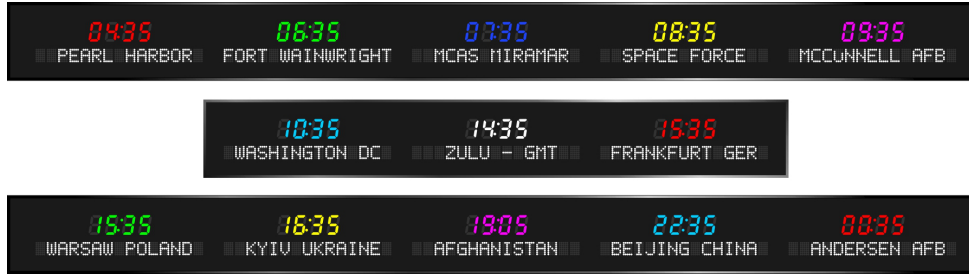 04:35 06:35 07:35 08:35 09:35
PEARL HARBOR FORT WAINWRIGHT MCAS MIRAMAR SPACE FORCE MCCUNNELL AFB
10:35 14:35 15:35
WASHINGTON DC ZULU - GMT FRANKFURT GER
15:35 16:35 19:05 22:35 00:35
WARSAW POLAND KYIV UKRAINE AFGHANISTAN BEIJING CHINA ANDERSEN AFB